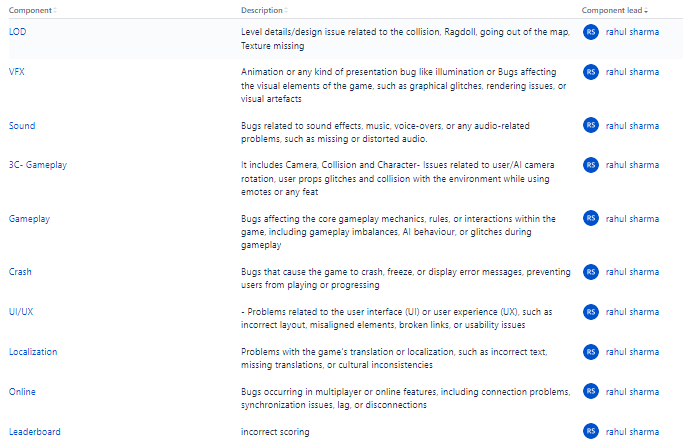 Component Description Component lead
LOD Level details/design issue related to the collision, Ragdoll, going out of the map, RS rahul sharma
Texture missing
VFX Animation or any kind of presentation bug like illumination or Bugs affecting RS rahul sharma
the visual elements of the game, such as graphical glitches, rendering issues, or
visual artefacts
Sound Bugs related to sound effects, music, voice-overs, or any audio-related RS rahul sharma
problems, such as missing or distorted audio.
3C- Gameplay It includes Camera, Collision and Character- Issues related to user/AI camera RS rahul sharma
rotation, user props glitches and collision with the environment while using
emotes or any feat
Gameplay Bugs affecting the core gameplay mechanics, rules, or interactions within the RS rahul sharma
game, including gameplay imbalances, AI behaviour, or glitches during
gameplay
Crash Bugs that cause the game to crash, freeze, or display error messages, preventing RS rahul sharma
users from playing or progressing
UI/UX - Problems related to the user interface (UI) or user experience (UX), such as RS rahul sharma
incorrect layout, misaligned elements, broken links, or usability issues
Localization Problems with the game's translation or localization, such as incorrect text, RS rahul sharma
missing translations, or cultural inconsistencies
Online Bugs occurring in multiplayer or online features, including connection problems, RS rahul sharma
synchronization issues, lag, or disconnections
Leaderboard incorrect scoring RS rahul sharma